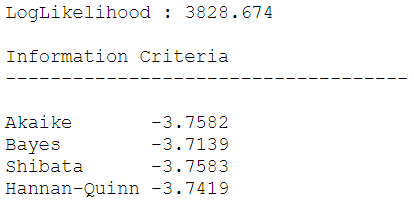 LogLikelihood : 3828.674
Information Criteria
------------------------------------
Akaike       -3.7582
Bayes        -3.7139
Shibata      -3.7583
Hannan-Quinn -3.7419